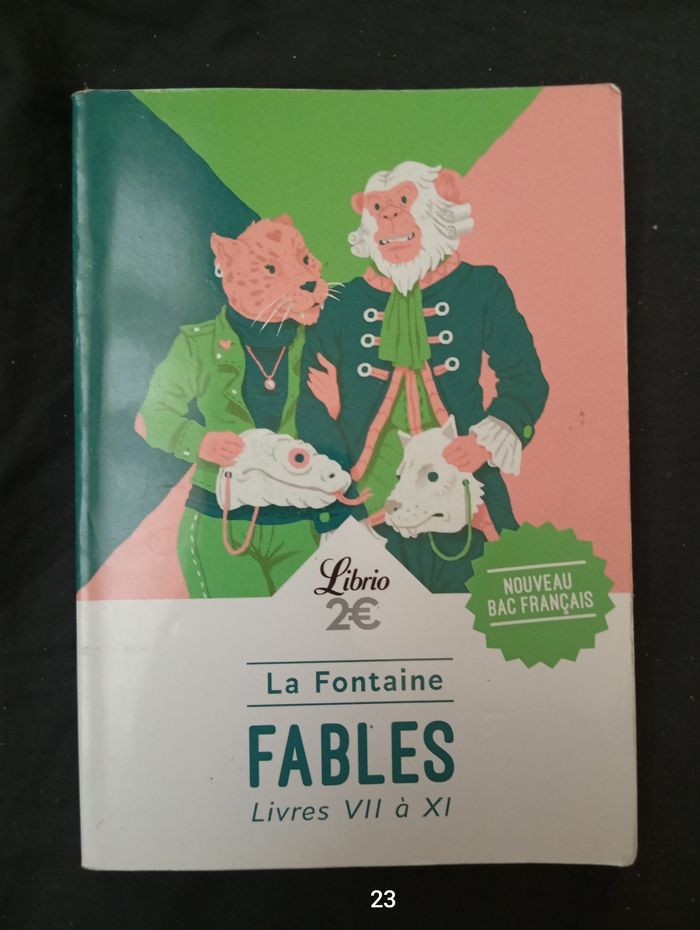 Librio
2€
NOUVEAU
BAC FRANÇAIS
La Fontaine
FABLES
Livres VII à XI
23